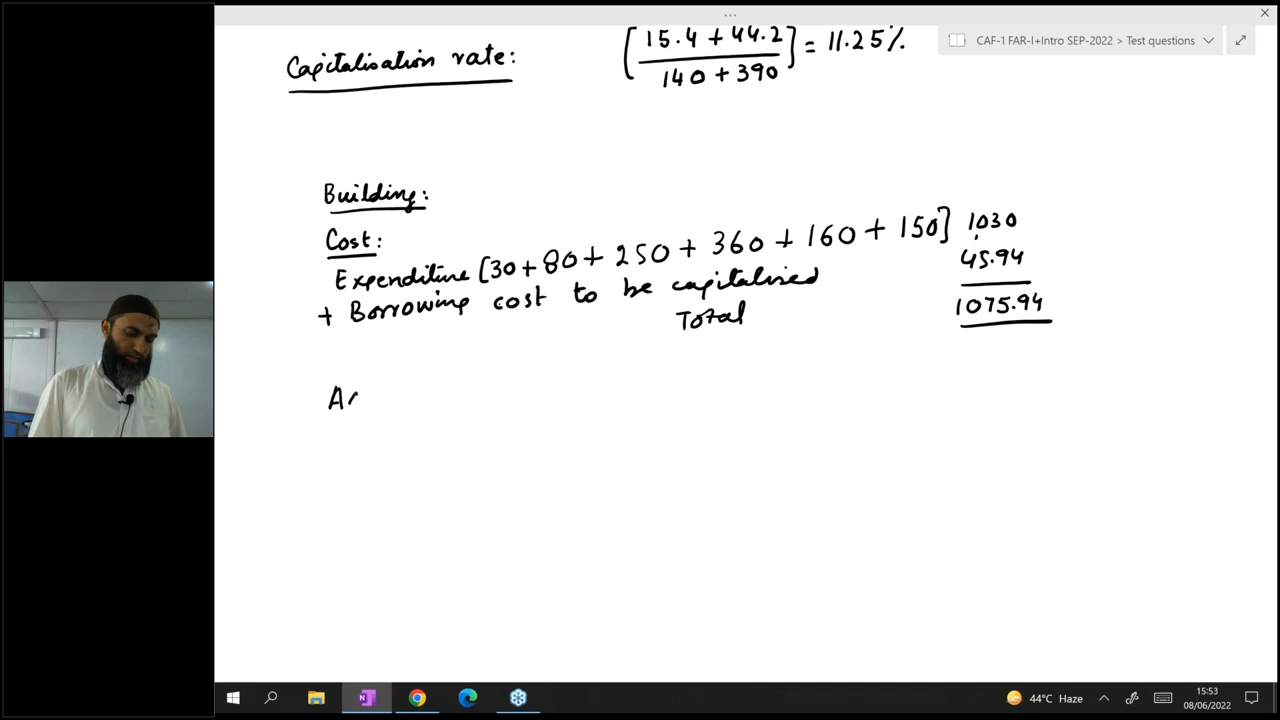 CAF-1 FAR-I+Intro SEP-2022 > Test questions
Capitalisation rate: [15.4 + 44.2 / 140 + 390] = 11.25%
Building:
Cost:
Expenditure [30 + 80 + 250 + 360 + 160 + 150] 1030
+ Borrowing cost to be capitalised 45.94
Total 1075.94
A
44°C Haze
15:53
08/06/2022